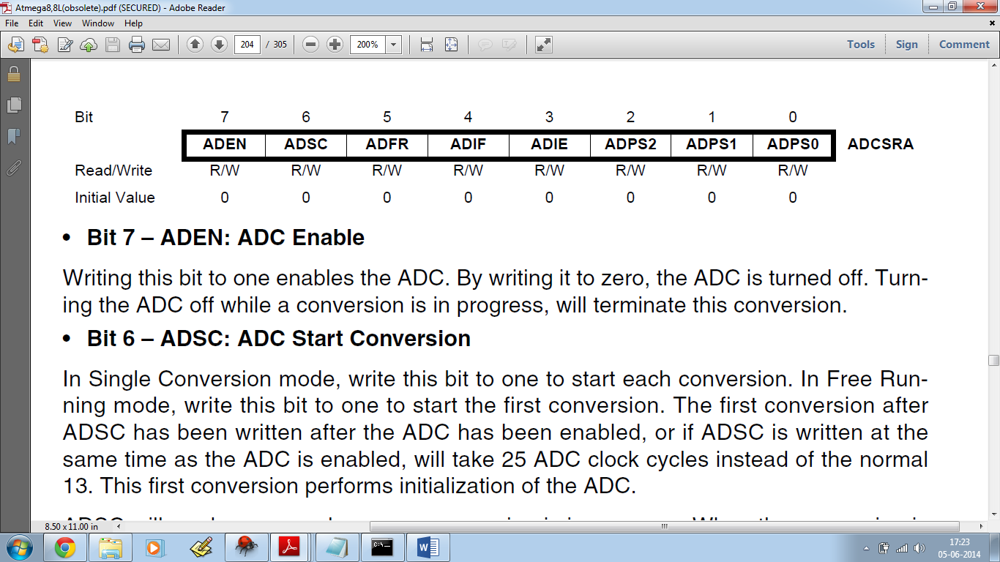 Atmega8,8L(obsolete).pdf (SECURED) - Adobe Reader
File Edit View Window Help
204 / 305 200% Tools Sign Comment
Bit 7 6 5 4 3 2 1 0
ADEN ADSC ADFR ADIF ADIE ADPS2 ADPS1 ADPS0 ADCSRA
Read/Write R/W R/W R/W R/W R/W R/W R/W R/W
Initial Value 0 0 0 0 0 0 0 0
• Bit 7 – ADEN: ADC Enable
Writing this bit to one enables the ADC. By writing it to zero, the ADC is turned off. Turn-
ing the ADC off while a conversion is in progress, will terminate this conversion.
• Bit 6 – ADSC: ADC Start Conversion
In Single Conversion mode, write this bit to one to start each conversion. In Free Run-
ning mode, write this bit to one to start the first conversion. The first conversion after
ADSC has been written after the ADC has been enabled, or if ADSC is written at the
same time as the ADC is enabled, will take 25 ADC clock cycles instead of the normal
13. This first conversion performs initialization of the ADC.
8.50 x 11.00 in
17:23
05-06-2014